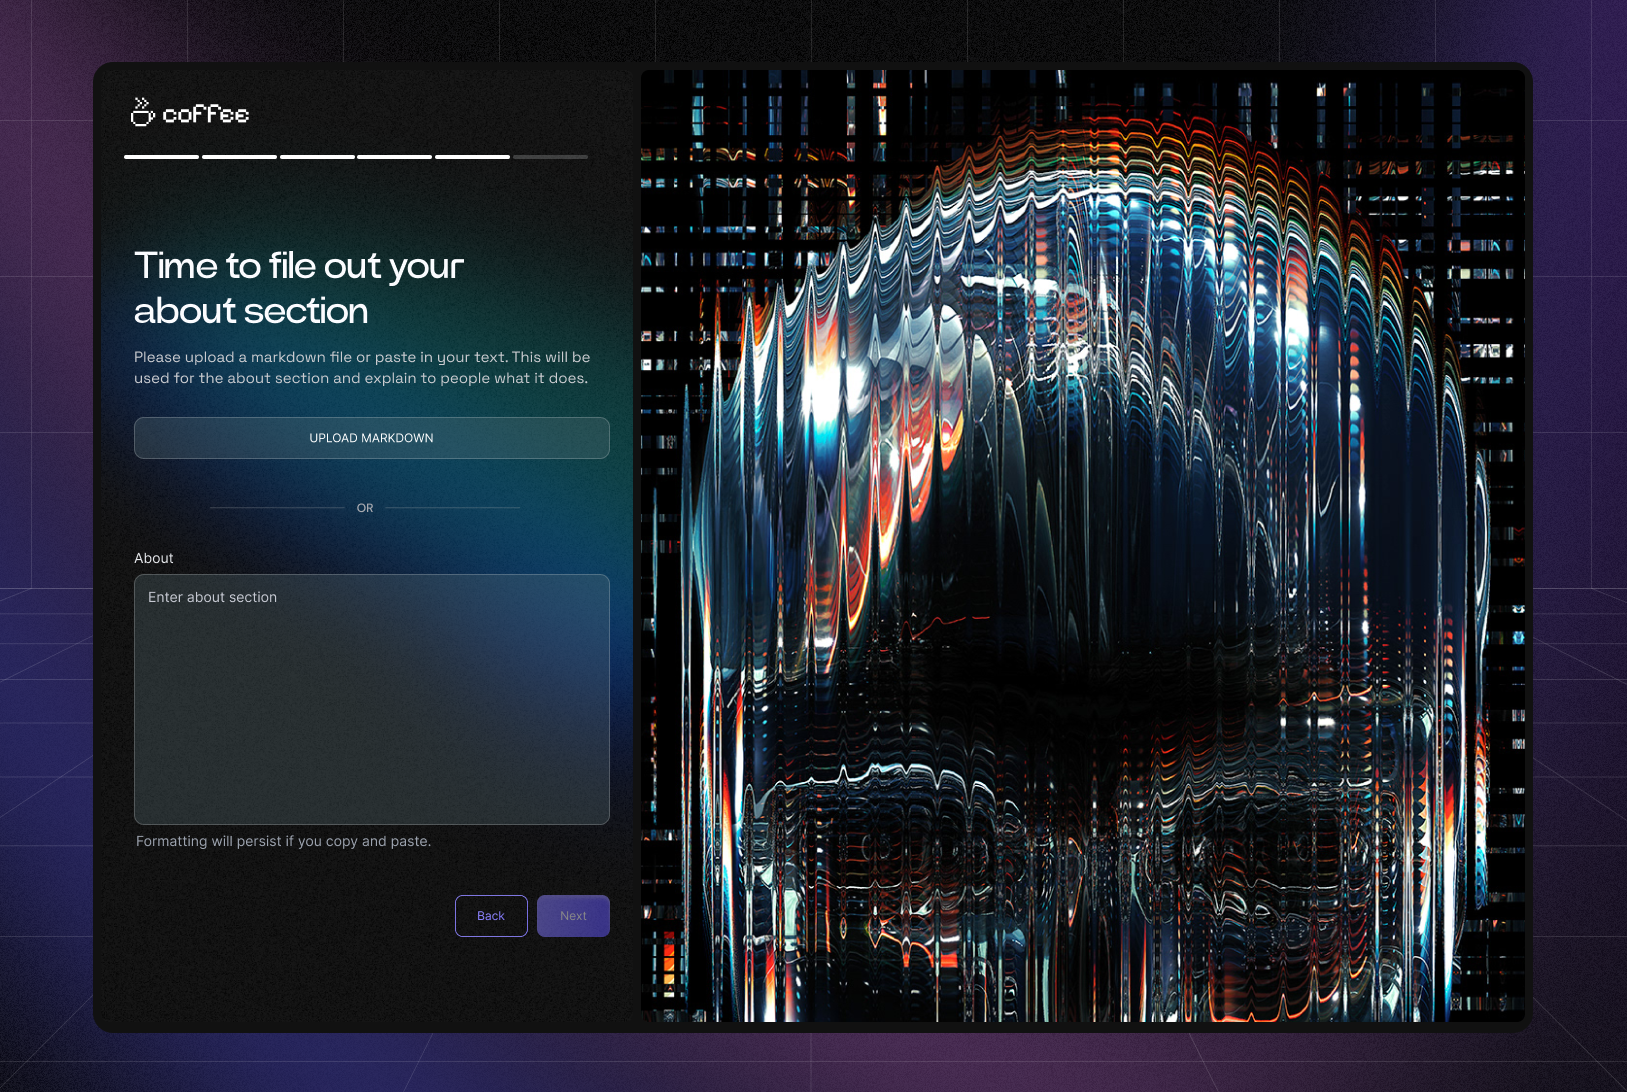 coffee
Time to file out your
about section
Please upload a markdown file or paste in your text. This will be
used for the about section and explain to people what it does.
UPLOAD MARKDOWN
OR
About
Enter about section
Formatting will persist if you copy and paste.
Back
Next